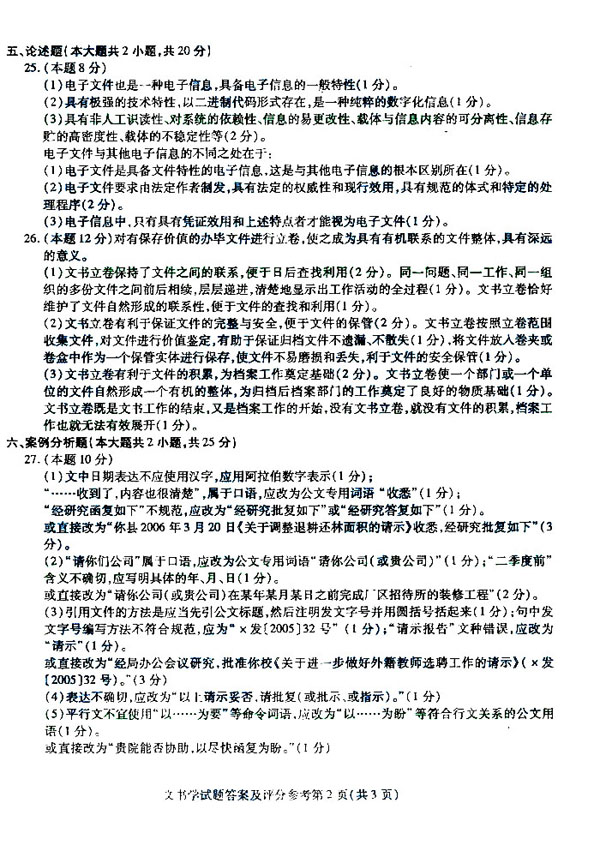 五、论述题(本大题共2小题,共20分)
25.(本题8分)
(1)电子文件也是一种电子信息,具备电子信息的一般特性(1分)。
(2)具有极强的技术特性,以二进制代码形式存在,是一种纯粹的数字化信息(1分)。
(3)具有非人工识读性、对系统的依赖性、信息的易更改性、载体与信息内容的可分离性、信息存
贮的高密度性、载体的不稳定性等(2分)。
电子文件与其他电子信息的不同之处在于:
(1)电子文件是具备文件特性的电子信息,这是与其他电子信息的根本区别所在(1分)。
(2)电子文件要求由法定作者制发,具有法定的权威性和现行效用,具有规范的体式和特定的处
理程序(2分)。
(3)电子信息中,只有具有凭证效用和上述特点者才能视为电子文件(1分)。
26.(本题12分)对有保存价值的办毕文件进行立卷,使之成为具有有机联系的文件整体,具有深远
的意义。
(1)文书立卷保持了文件之间的联系,便于日后查找利用(2分)。同一问题、同一工作、同一组
织的多份文件之间前后相续,层层递进,清楚地显示出工作活动的全过程(1分)。文书立卷恰好
维护了文件自然形成的联系性,便于文件的查找和利用(1分)。
(2)文书立卷有利于保证文件的完整与安全,便于文件的保管(2分)。文书立卷按照立卷范围
收集文件,对文件进行价值鉴定,有助于保证归档文件不遗漏、不散失(1分),将文件放入卷夹或
卷盒中作为一个保管实体进行保存,使文件不易磨损和丢失,利于文件的安全保管(1分)。
(3)文书立卷有利于文件的积累,为档案工作奠定基础(2分)。文书立卷使一个部门或一个单
位的文件自然形成一个有机的整体,为归档后档案部门的工作奠定了良好的物质基础(1分)。
文书立卷既是文书工作的结束,又是档案工作的开始,没有文书立卷,就没有文件的积累,档案工
作也就无法有效展开(1分)。
六、案例分析题(本大题共2小题,共25分)
27.(本题10分)
(1)文中日期表达不应使用汉字,应用阿拉伯数字表示(1分);
“……收到了,内容也很清楚”,属于口语,应改为公文专用词语 “收悉”(1分);
“经研究函复如下”不规范,应改为“经研究批复如下”或“经研究答复如下”(1分)。
或直接改为“你县2006年3月20日《关于调整退耕还林面积的请示》收悉,经研究批复如下”(3
分)。
(2)“请你们公司”属于口语,应改为公文专用词语“请你公司(或贵公司)”(1分);“二季度前”
含义不确切,应写明具体的年、月、日(1分)。
或直接改为“请你公司(或贵公司)在某年某月某日之前完成厂区招待所的装修工程”(2分)。
(3)引用文件的方法是应当先引公文标题,然后注明发文字号并用圆括号括起来(1分);句中发
文字号编写方法不符合规范,应为“×发〔2005〕32号”(1分);“请示报告”文种错误,应改为
“请示”(1分)。
或直接改为“经局办公会议研究,批准你校《关于进一步做好外籍教师选聘工作的请示》(×发
〔2005〕32号)。”(3分)
(4)表达不确切,应改为“以上请示妥否,请批复(或批示、或指示)。”(1分)
(5)平行文不宜使用“以……为要”等命令词语,应改为“以……为盼”等符合行文关系的公文用
语(1分)。
或直接改为“贵院能否协助,以尽快函复为盼。”(1分)
文书学试题答案及评分参考第2页(共3页)